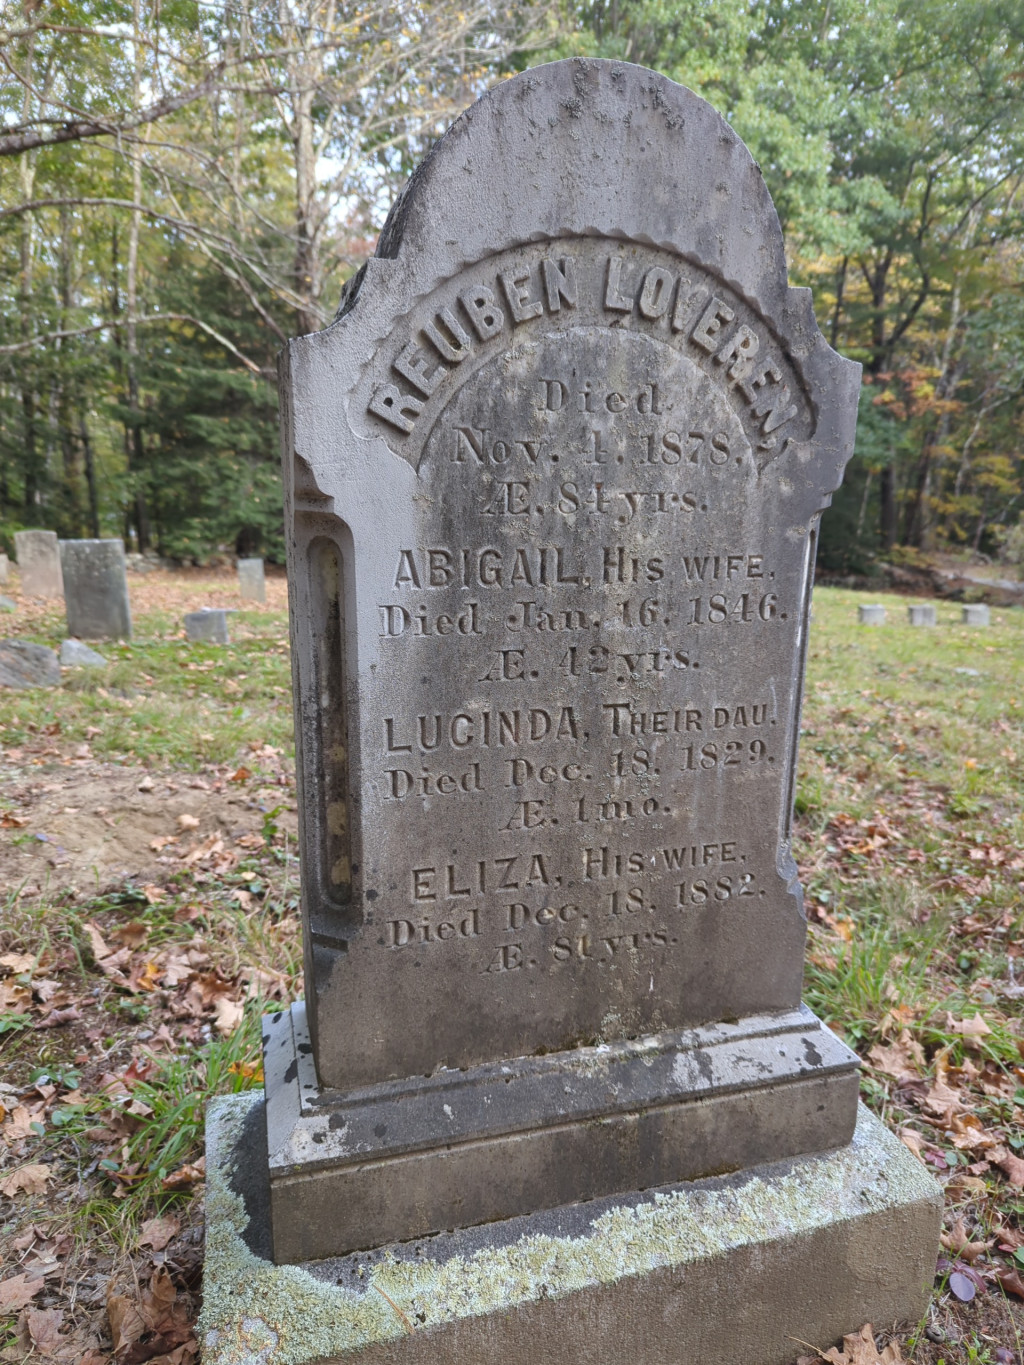 REUBEN LOVEREN,
Died
Nov. 4, 1878,
Æ. 84 yrs.
ABIGAIL, HIS WIFE,
Died Jan. 16, 1846.
Æ. 42 yrs.
LUCINDA, THEIR DAU.
Died Dec. 18, 1829.
Æ. 1 mo.
ELIZA, HIS WIFE,
Died Dec. 18, 1882.
Æ. 81 yrs.